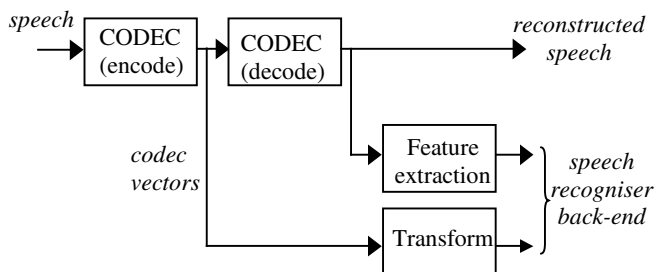 speech
CODEC
(encode)
CODEC
(decode)
reconstructed
speech
codec
vectors
Feature
extraction
Transform
speech
recogniser
back-end